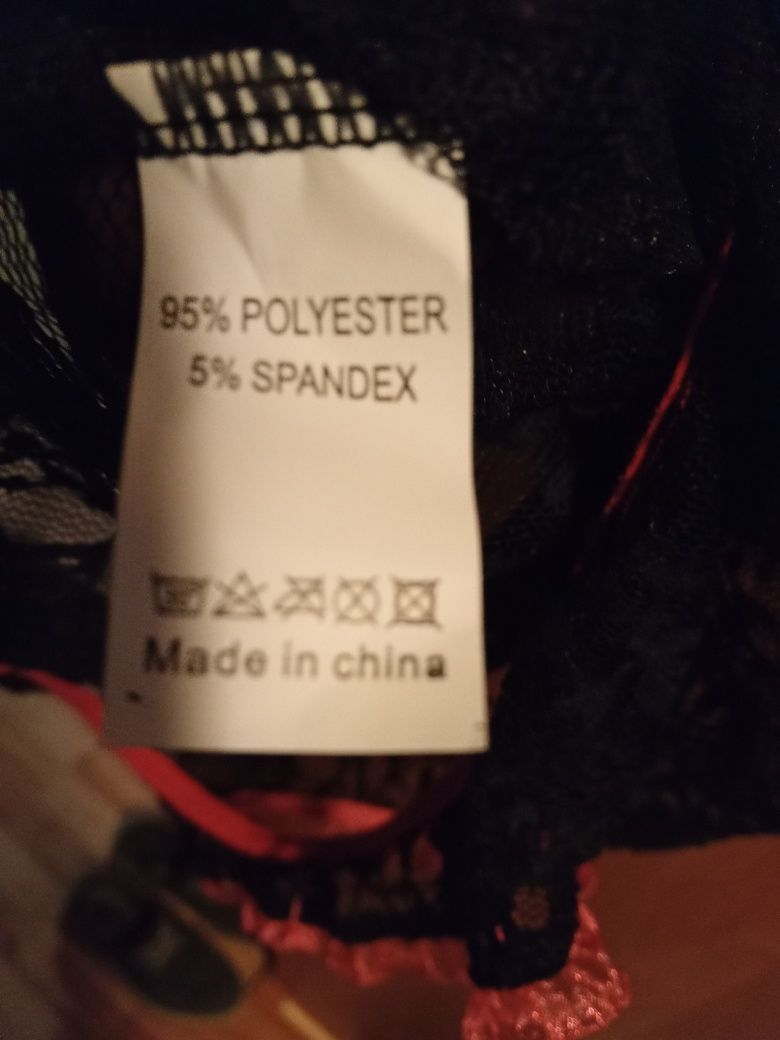 95% POLYESTER
5% SPANDEX
Made in china